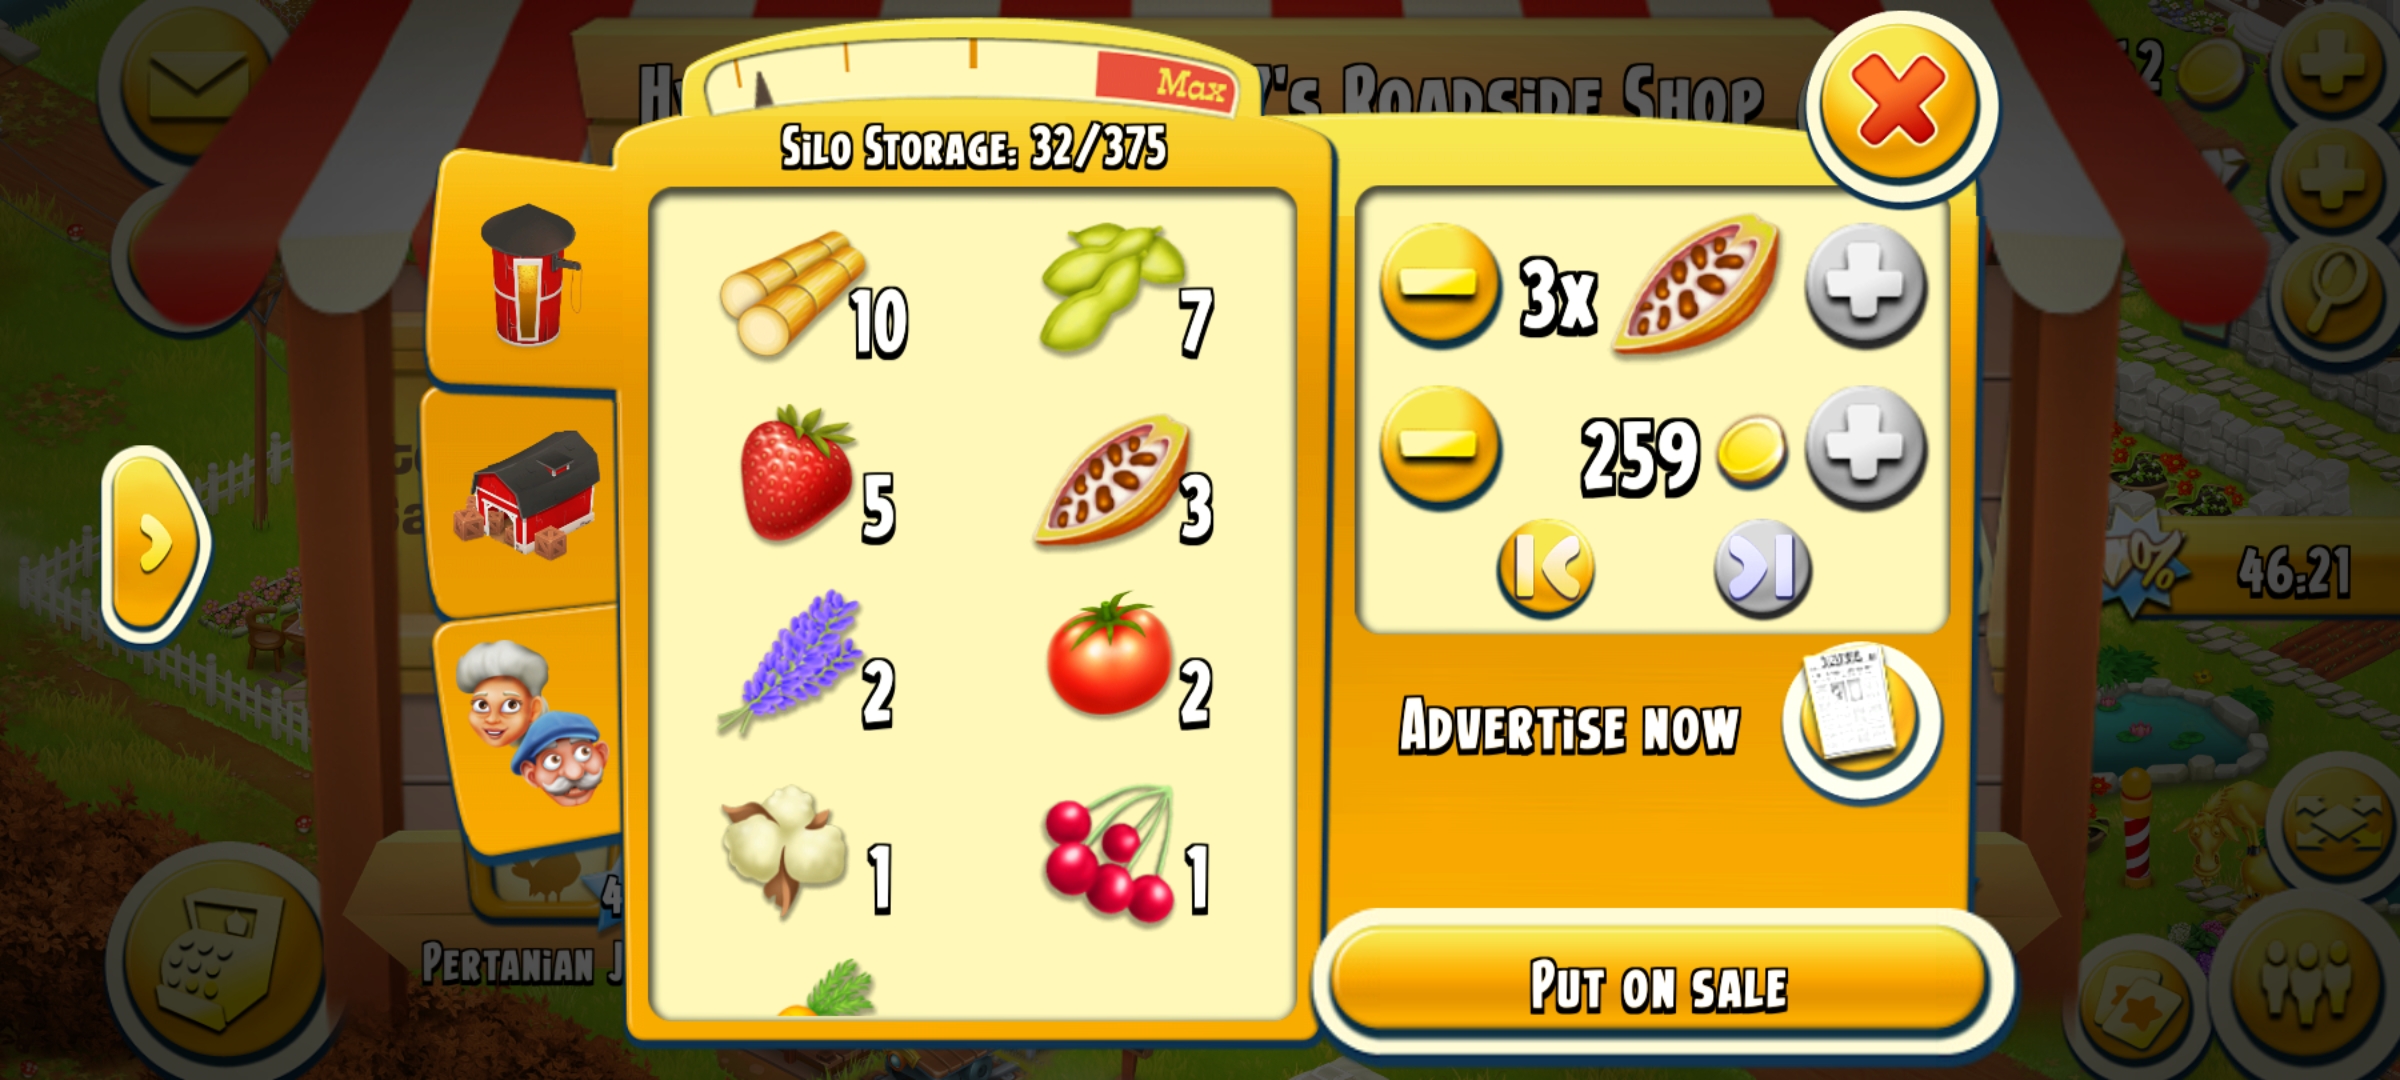 Max
's Roadside Shop
Silo Storage: 32/375
10
7
3x
5
3
259
2
2
46:21
Advertise now
1
1
Pertanian
Put on sale